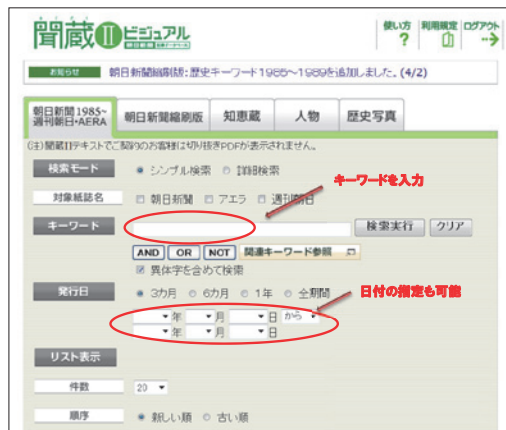 聞蔵Ⅱビジュアル
使い方 ? 利用規定 ログアウト
お知らせ 朝日新聞縮刷版:歴史キーワード1985～1989を追加しました。(4/2)
朝日新聞1985~ 週刊朝日・AERA
朝日新聞縮刷版
知恵蔵
人物
歴史写真
(注)聞蔵Ⅱテキストでご契約のお客様は切り抜きPDFが表示されません。
検索モード シンプル検索 詳細検索
キーワードを入力
対象紙誌名 朝日新聞 アエラ 週刊朝日
キーワード 検索実行 クリア
AND OR NOT 関連キーワード参照
異体字を含めて検索
発行日 3カ月 6カ月 1年 全期間
日付の指定も可能
年 月 日 から
年 月 日
リスト表示
件数 20
順序 新しい順 古い順